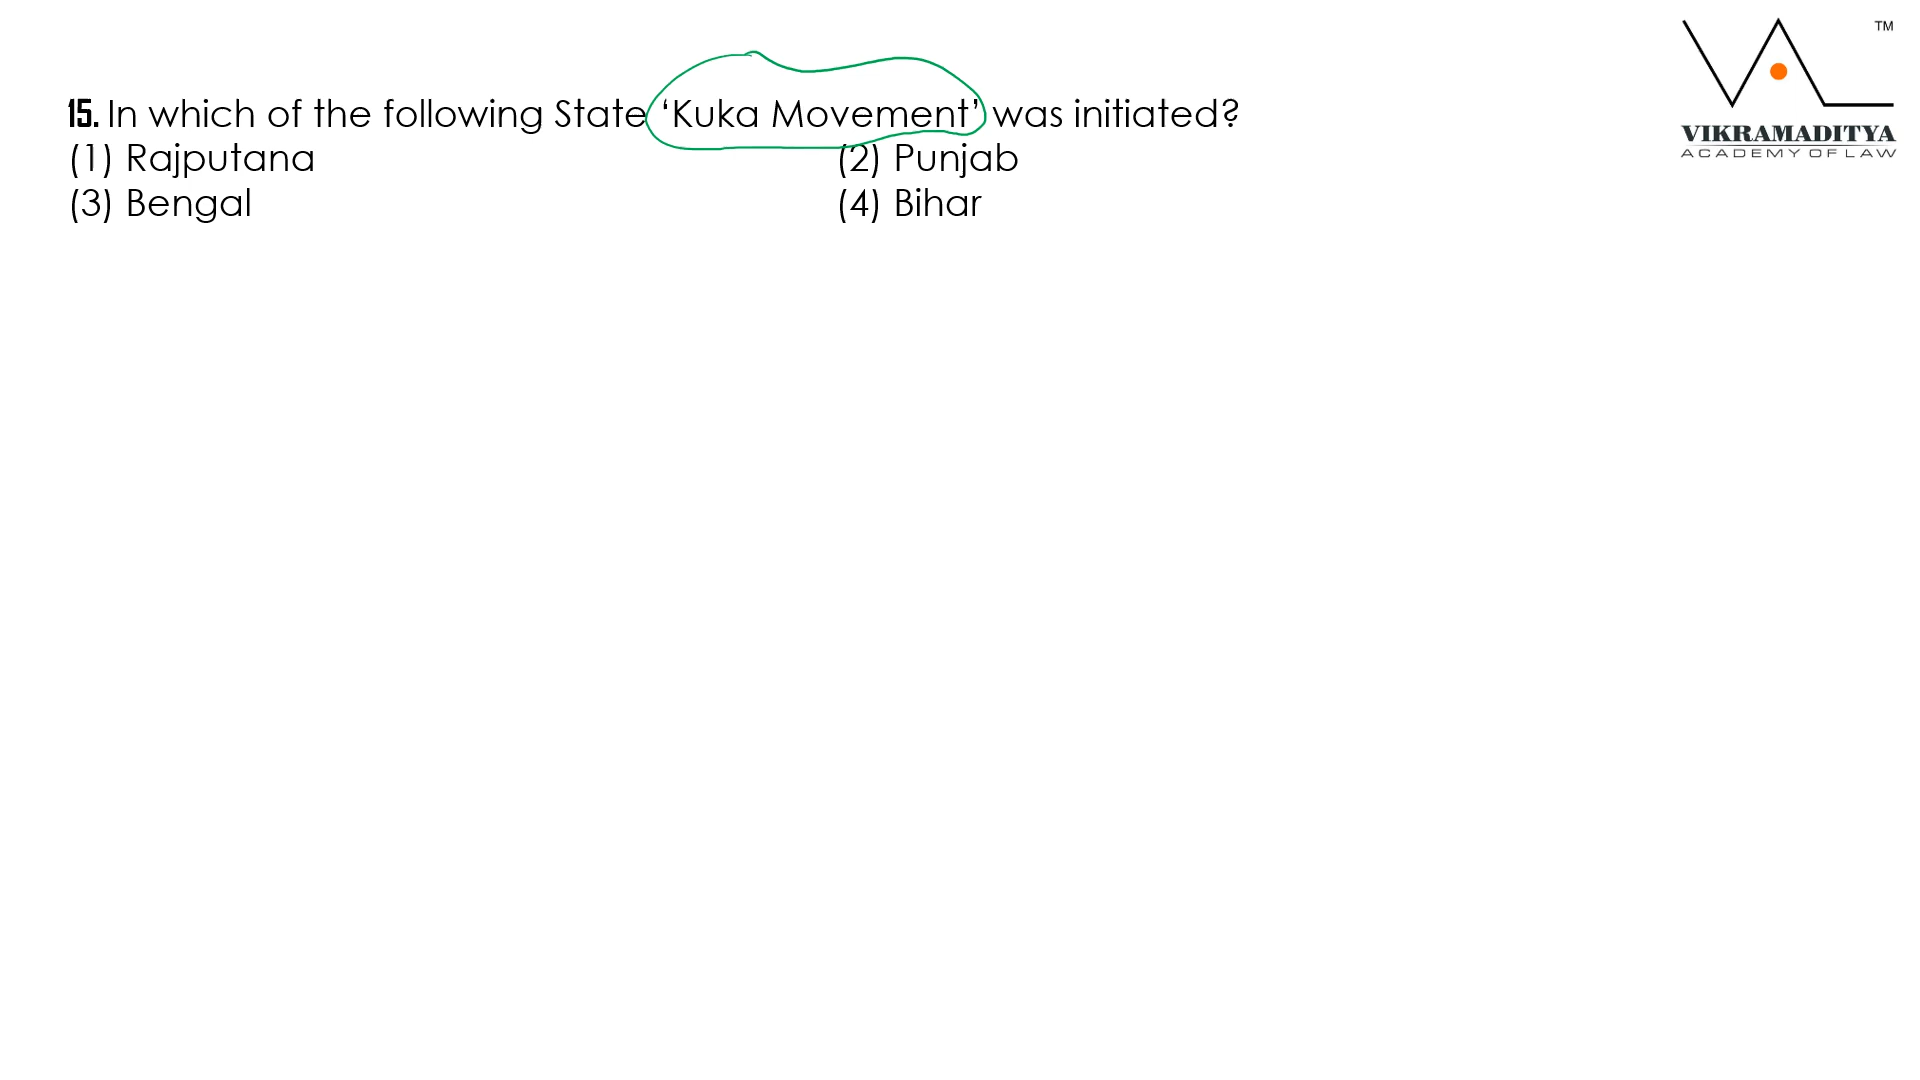 TM
VIKRAMADITYA
ACADEMY OF LAW
15. In which of the following State ‘Kuka Movement’ was initiated?
(1) Rajputana (2) Punjab
(3) Bengal (4) Bihar